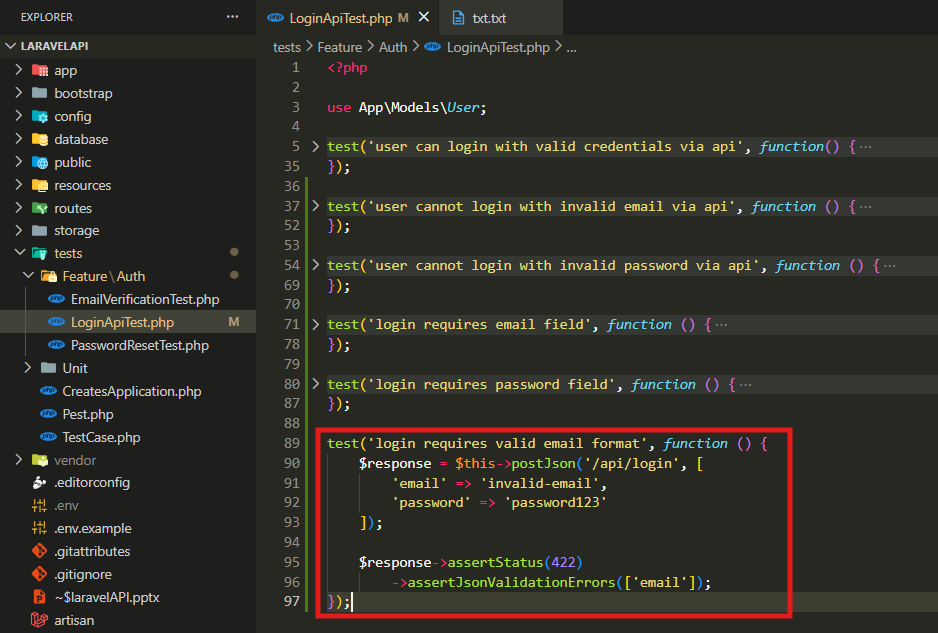 EXPLORER ···
LARAVELAPI
app
bootstrap
config
database
public
resources
routes
storage
tests
Feature\Auth
EmailVerificationTest.php
LoginApiTest.php M
PasswordResetTest.php
Unit
CreatesApplication.php
Pest.php
TestCase.php
vendor
.editorconfig
.env
.env.example
.gitattributes
.gitignore
~$laravelAPI.pptx
artisan
php LoginApiTest.php M × txt.txt
tests > Feature > Auth > php LoginApiTest.php > ...
1 <?php
2
3 use App\Models\User;
4
5 > test('user can login with valid credentials via api', function() {···
35 });
36
37 > test('user cannot login with invalid email via api', function () {···
52 });
53
54 > test('user cannot login with invalid password via api', function () {···
69 });
70
71 > test('login requires email field', function () {···
78 });
79
80 > test('login requires password field', function () {···
87 });
88
89 test('login requires valid email format', function () {
90 $response = $this->postJson('/api/login', [
91 'email' => 'invalid-email',
92 'password' => 'password123'
93 ]);
94
95 $response->assertStatus(422)
96 ->assertJsonValidationErrors(['email']);
97 });